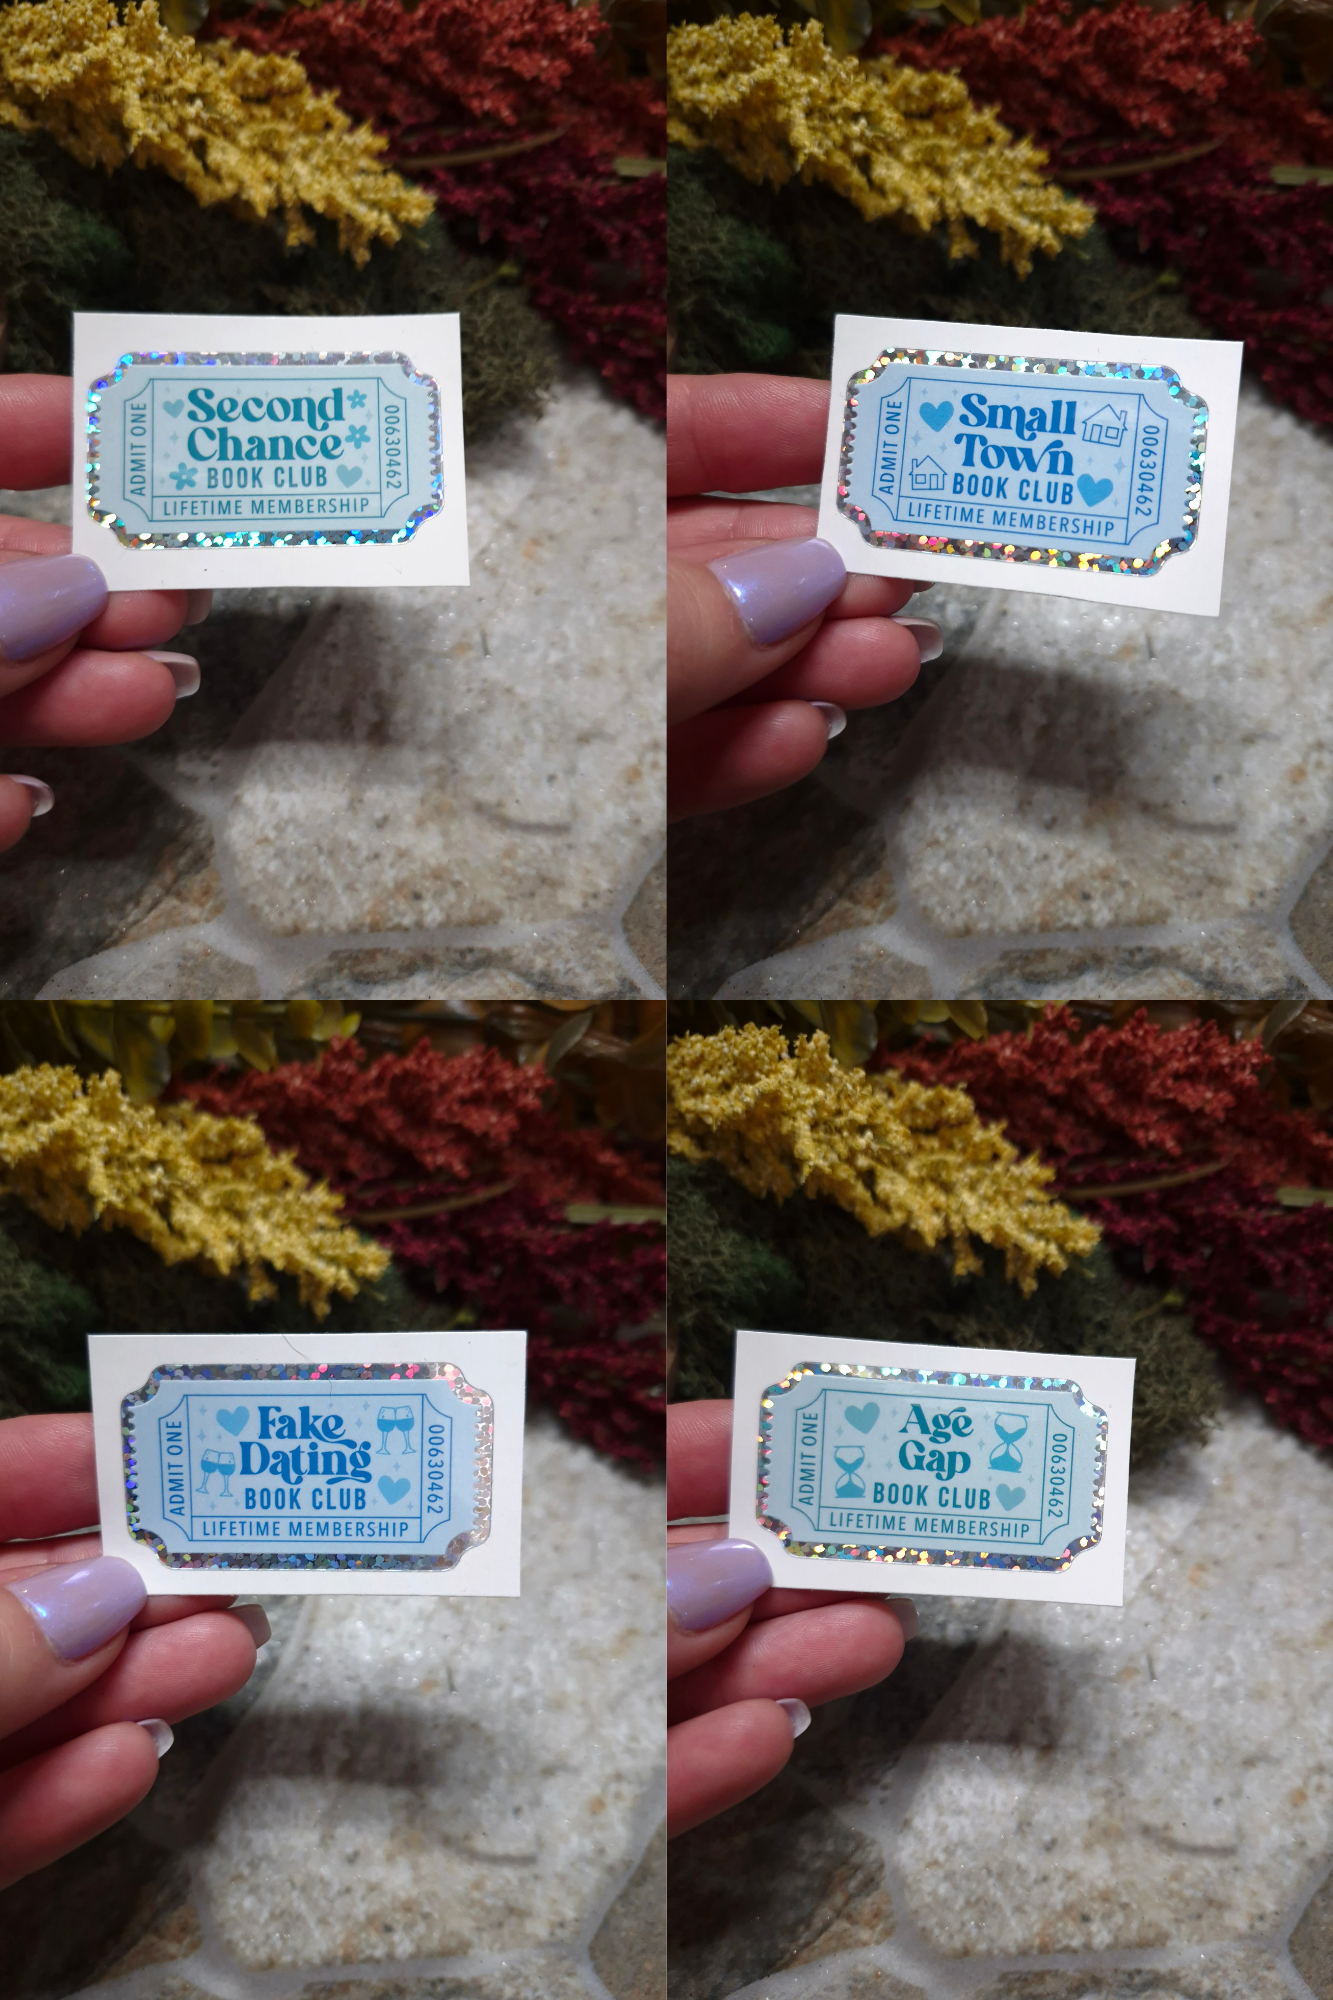 ADMIT ONE
Second
Chance
BOOK CLUB
LIFETIME MEMBERSHIP
00630462
ADMIT ONE
Small
Town
BOOK CLUB
LIFETIME MEMBERSHIP
00630462
ADMIT ONE
Fake
Dating
BOOK CLUB
LIFETIME MEMBERSHIP
00630462
ADMIT ONE
Age
Gap
BOOK CLUB
LIFETIME MEMBERSHIP
00630462